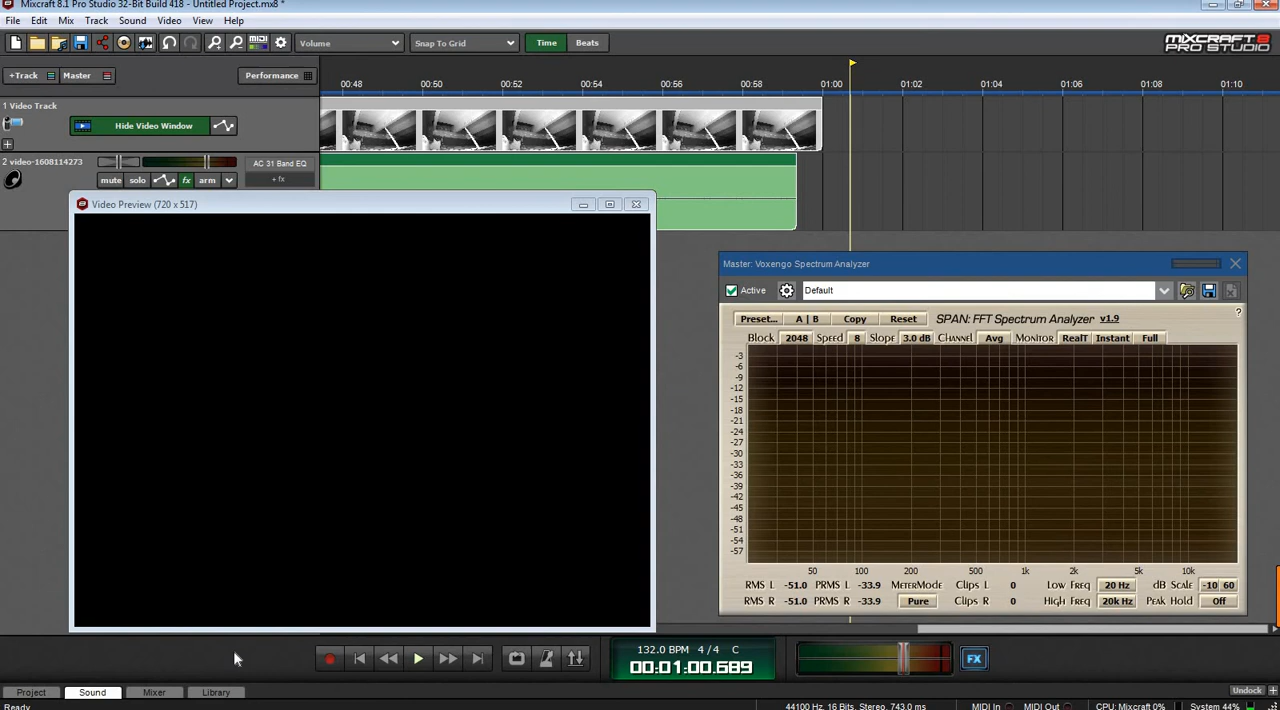 Mixcraft 8.1 Pro Studio 32-Bit Build 418 - Untitled Project.mx8 *
File Edit Mix Track Sound Video View Help
Volume Snap To Grid Time Beats MIXCRAFT 8 PRO STUDIO
+Track Master Performance 00:48 00:50 00:52 00:54 00:56 00:58 01:00 01:02 01:04 01:06 01:08 01:10
1 Video Track
Hide Video Window
2 video-1608114273 AC 31 Band EQ
mute solo fx arm + fx
Video Preview (720 x 517)
Master: Voxengo Spectrum Analyzer
Active Default
Preset... A | B Copy Reset SPAN: FFT Spectrum Analyzer v1.9 ?
Block 2048 Speed 8 Slope 3.0 dB Channel Avg Monitor RealT Instant Full
-3
-6
-9
-12
-15
-18
-21
-24
-27
-30
-33
-36
-39
-42
-45
-48
-51
-54
-57
50 100 200 500 1k 2k 5k 10k
RMS L -51.0 PRMS L -33.9 MeterMode Clips L 0 Low Freq 20 Hz dB Scale -10 60
RMS R -51.0 PRMS R -33.9 Pure Clips R 0 High Freq 20k Hz Peak Hold Off
132.0 BPM 4 / 4 C
00:01:00.689 FX
Project Sound Mixer Library Undock
Ready 44100 Hz, 16 Bits, Stereo, 743.0 ms MIDI In MIDI Out CPU: Mixcraft 0% System 44%